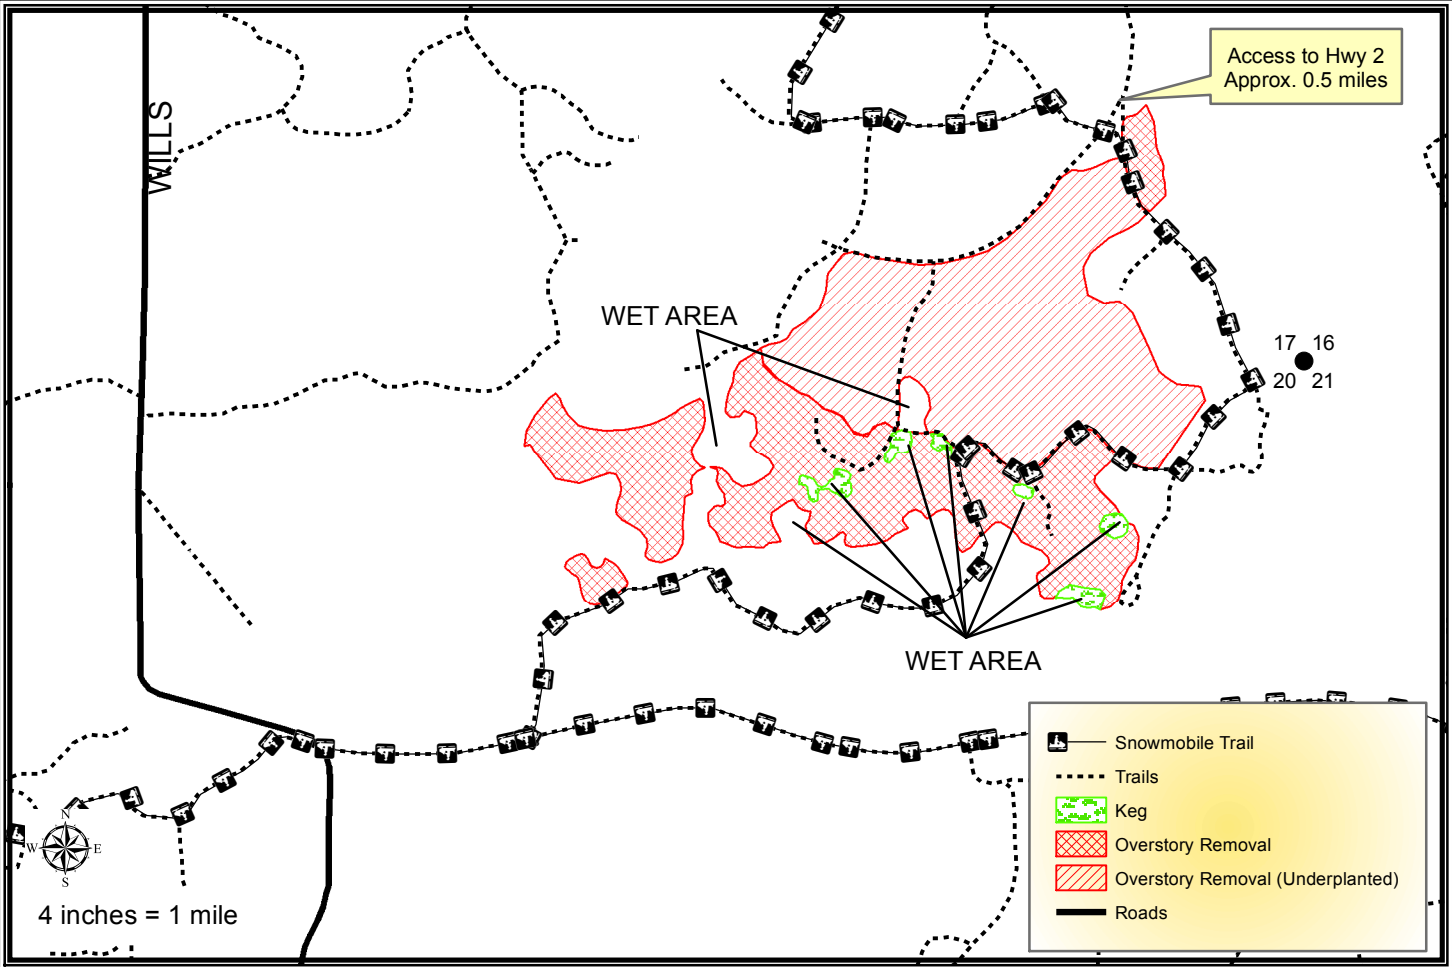 Access to Hwy 2
Approx. 0.5 miles
WILLS
WET AREA
17 16
20 21
WET AREA
Snowmobile Trail
Trails
Keg
Overstory Removal
Overstory Removal (Underplanted)
Roads
N
W E
S
4 inches = 1 mile